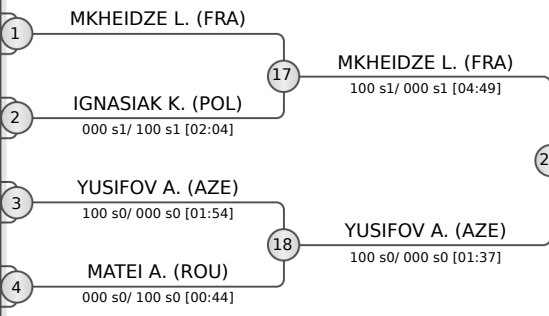 1
MKHEIDZE L. (FRA)
17
MKHEIDZE L. (FRA)
100 s1/ 000 s1 [04:49]
2
IGNASIAK K. (POL)
000 s1/ 100 s1 [02:04]
2
3
YUSIFOV A. (AZE)
100 s0/ 000 s0 [01:54]
18
YUSIFOV A. (AZE)
100 s0/ 000 s0 [01:37]
4
MATEI A. (ROU)
000 s0/ 100 s0 [00:44]